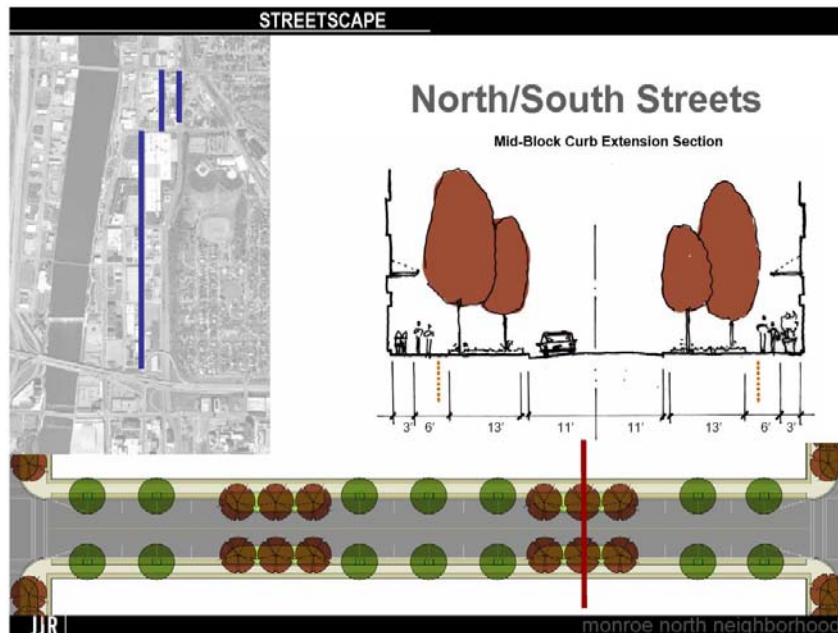 STREETSCAPE
North/South Streets
Mid-Block Curb Extension Section
3' 6' 13' 11' 11' 13' 6' 3'
JJR
monroe north neighborhood